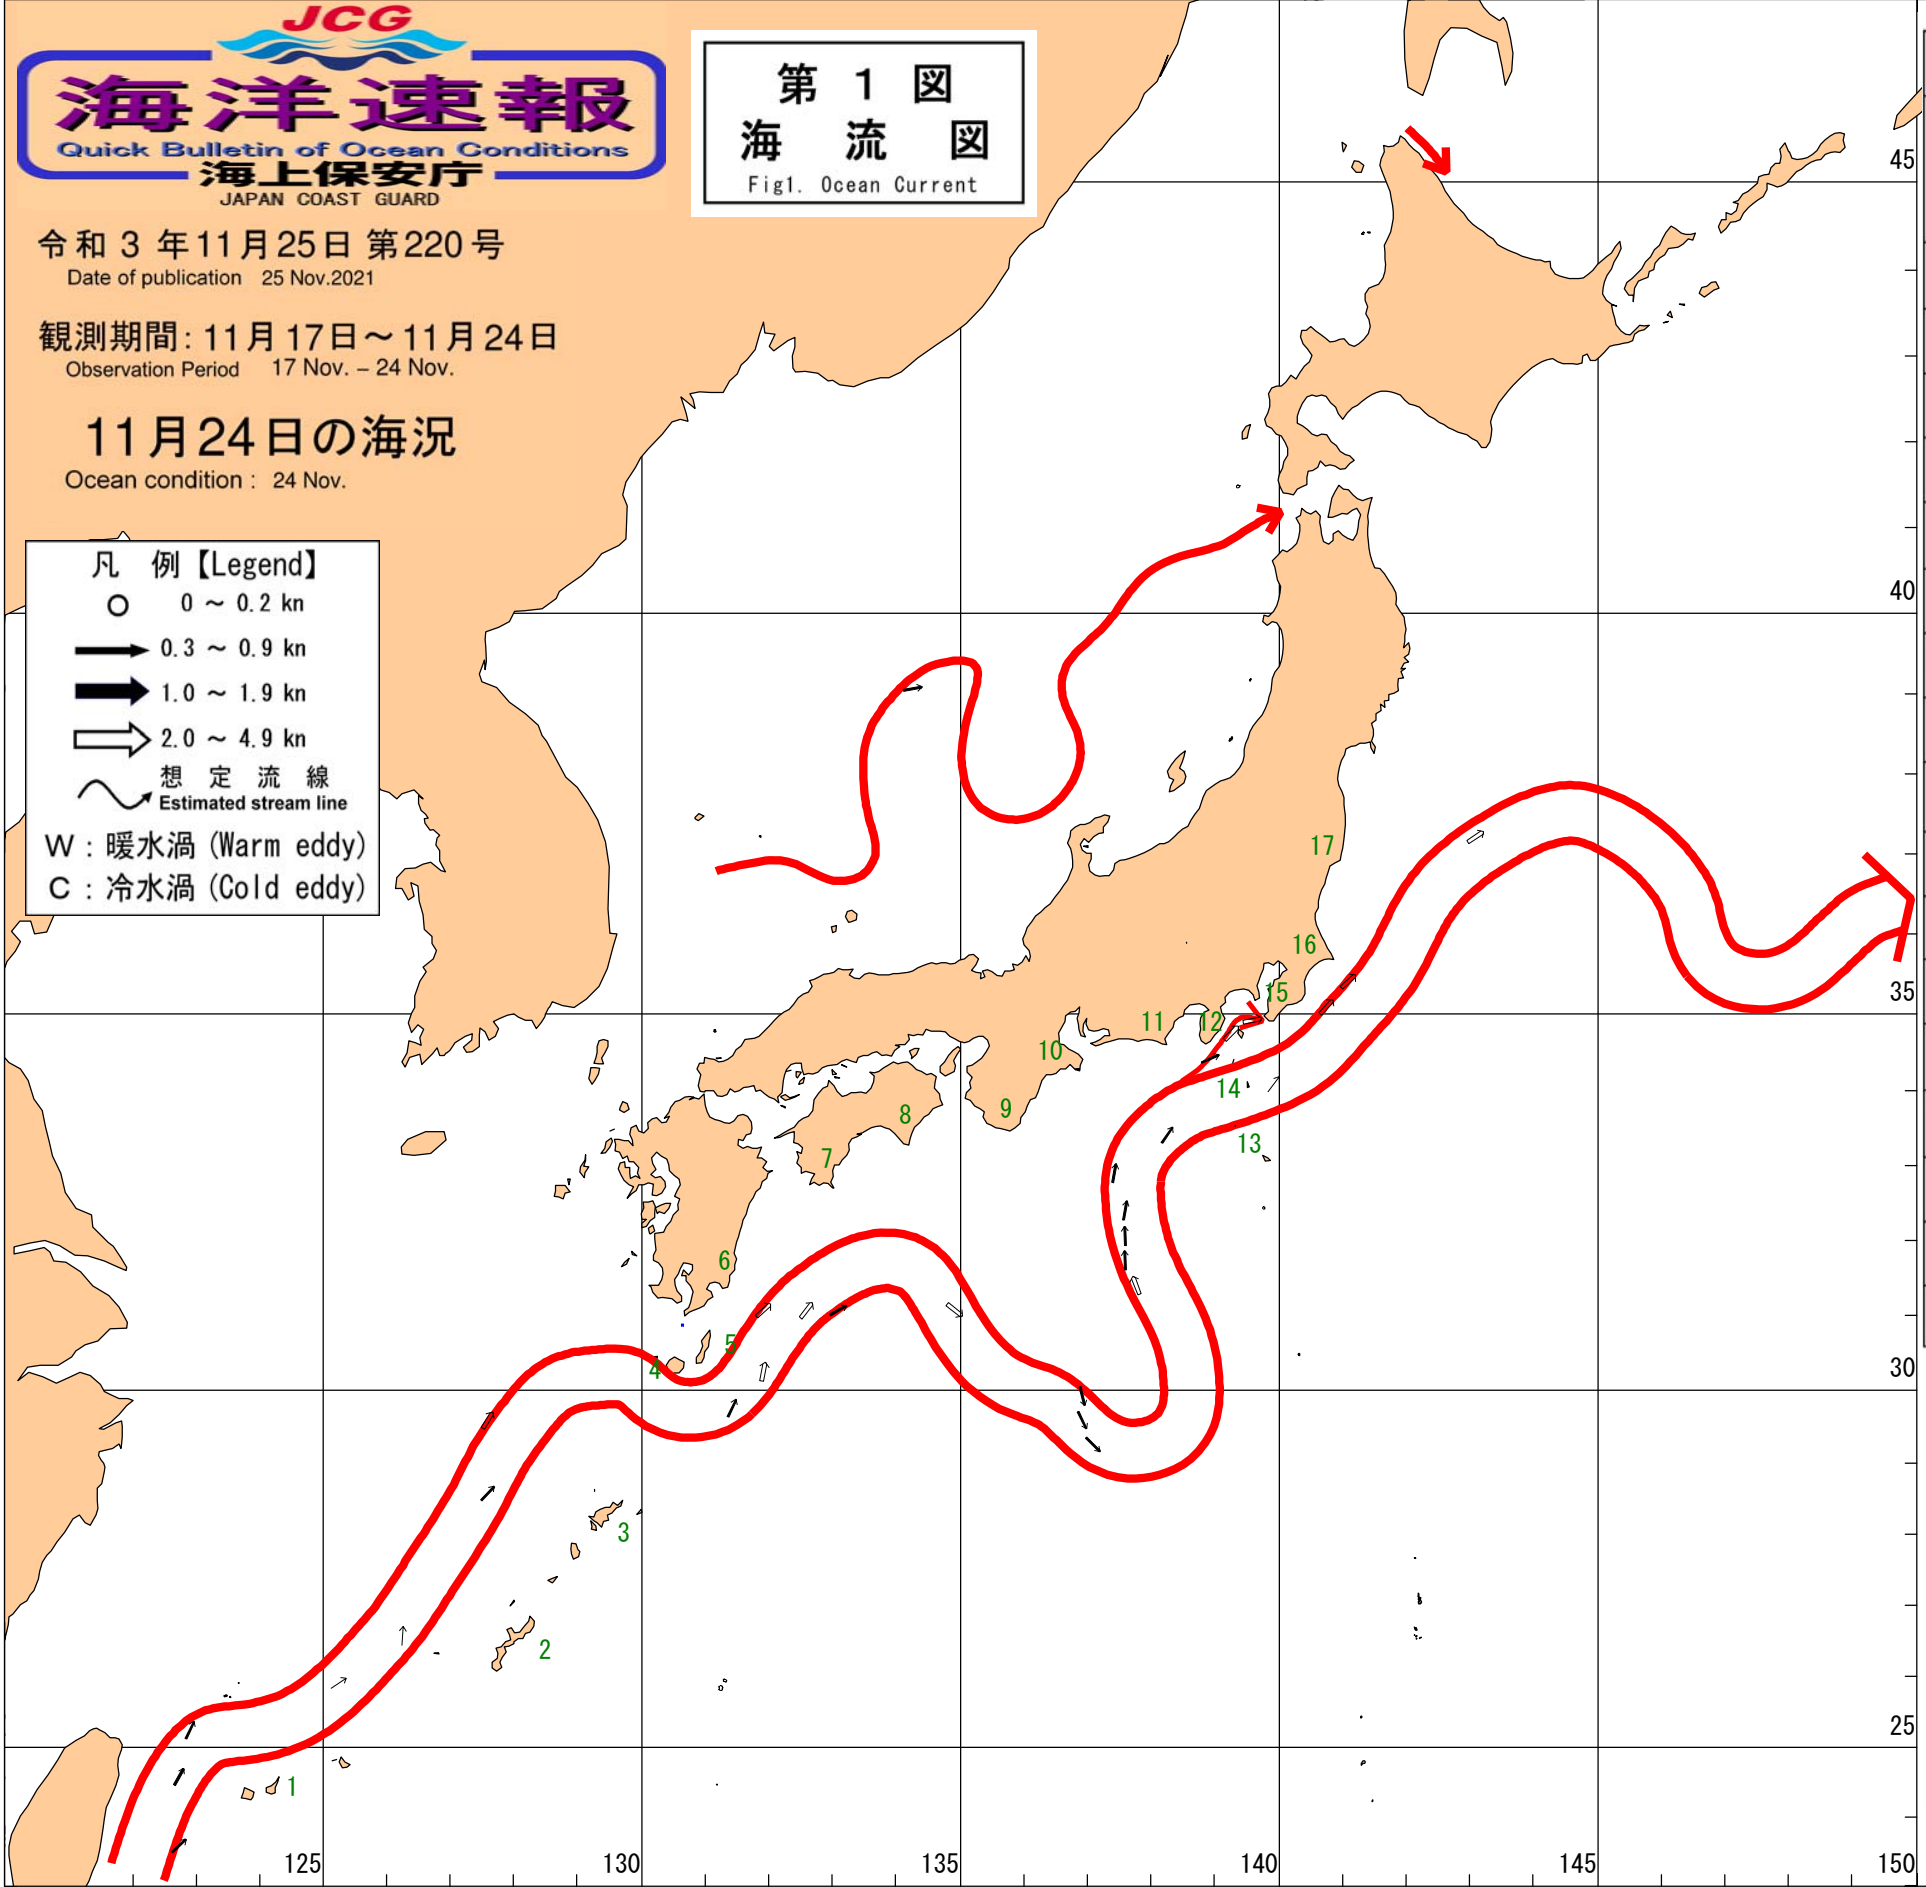 JCG
海洋速報
Quick Bulletin of Ocean Conditions
海上保安庁
JAPAN COAST GUARD
令和 3 年11月25日 第220号
Date of publication 25 Nov.2021
観測期間: 11月17日～11月24日
Observation Period 17 Nov. – 24 Nov.
11月24日の海況
Ocean condition : 24 Nov.
第 1 図
海 流 図
Fig1. Ocean Current
凡 例【Legend】
0 ～ 0.2 kn
0.3 ～ 0.9 kn
1.0 ～ 1.9 kn
2.0 ～ 4.9 kn
想 定 流 線
Estimated stream line
W : 暖水渦 (Warm eddy)
C : 冷水渦 (Cold eddy)
45
40
17
16
35
15
11
12
10
14
9
8
13
7
6
5
4
30
3
2
25
1
125
130
135
140
145
150